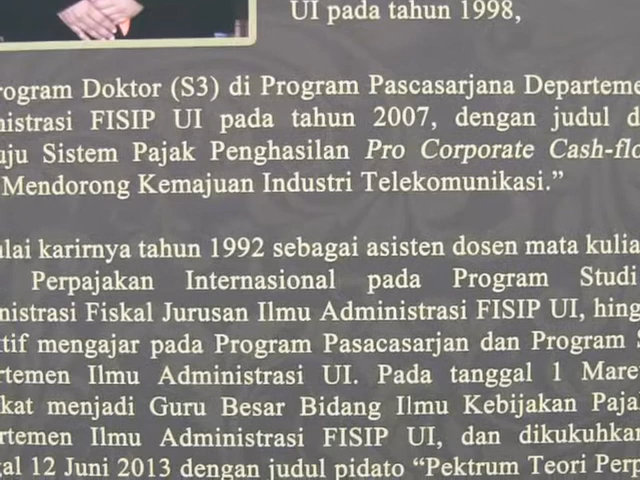 UI pada tahun 1998,
rogram Doktor (S3) di Program Pascasarjana Departeme
nistrasi FISIP UI pada tahun 2007, dengan judul d
uju Sistem Pajak Penghasilan Pro Corporate Cash-flo
Mendorong Kemajuan Industri Telekomunikasi.”
ulai karirnya tahun 1992 sebagai asisten dosen mata kulia
Perpajakan Internasional pada Program Studi
nistrasi Fiskal Jurusan Ilmu Administrasi FISIP UI, hing
tif mengajar pada Program Pasacasarjan dan Program S
rtemen Ilmu Administrasi UI. Pada tanggal 1 Mare
kat menjadi Guru Besar Bidang Ilmu Kebijakan Paja
rtemen Ilmu Administrasi FISIP UI, dan dikukuhka
gal 12 Juni 2013 dengan judul pidato “Pektrum Teori Perp